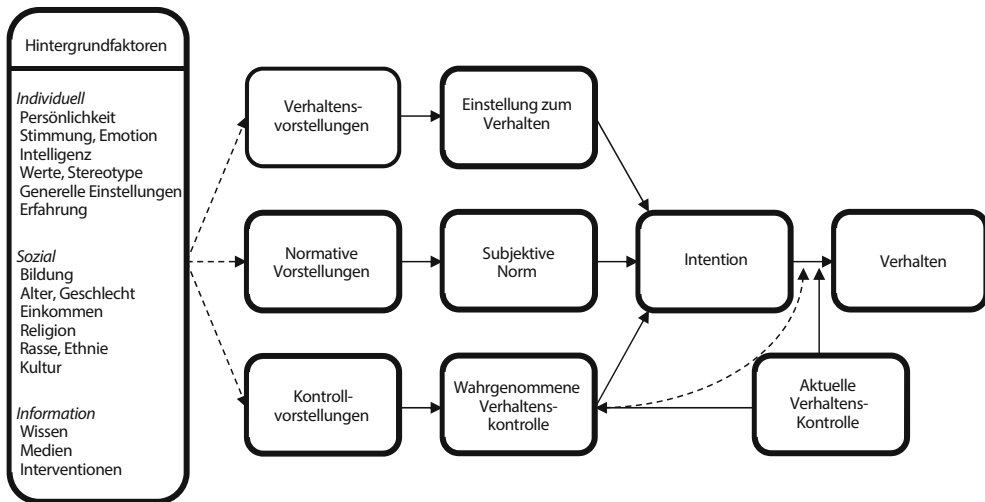 Hintergrundfaktoren
Individuell
Persönlichkeit
Stimmung, Emotion
Intelligenz
Werte, Stereotype
Generelle Einstellungen
Erfahrung
Sozial
Bildung
Alter, Geschlecht
Einkommen
Religion
Rasse, Ethnie
Kultur
Information
Wissen
Medien
Interventionen
Verhaltens-
vorstellungen
Einstellung zum
Verhalten
Normative
Vorstellungen
Subjektive
Norm
Intention
Verhalten
Kontroll-
vorstellungen
Wahrgenommene
Verhaltens-
kontrolle
Aktuelle
Verhaltens-
Kontrolle